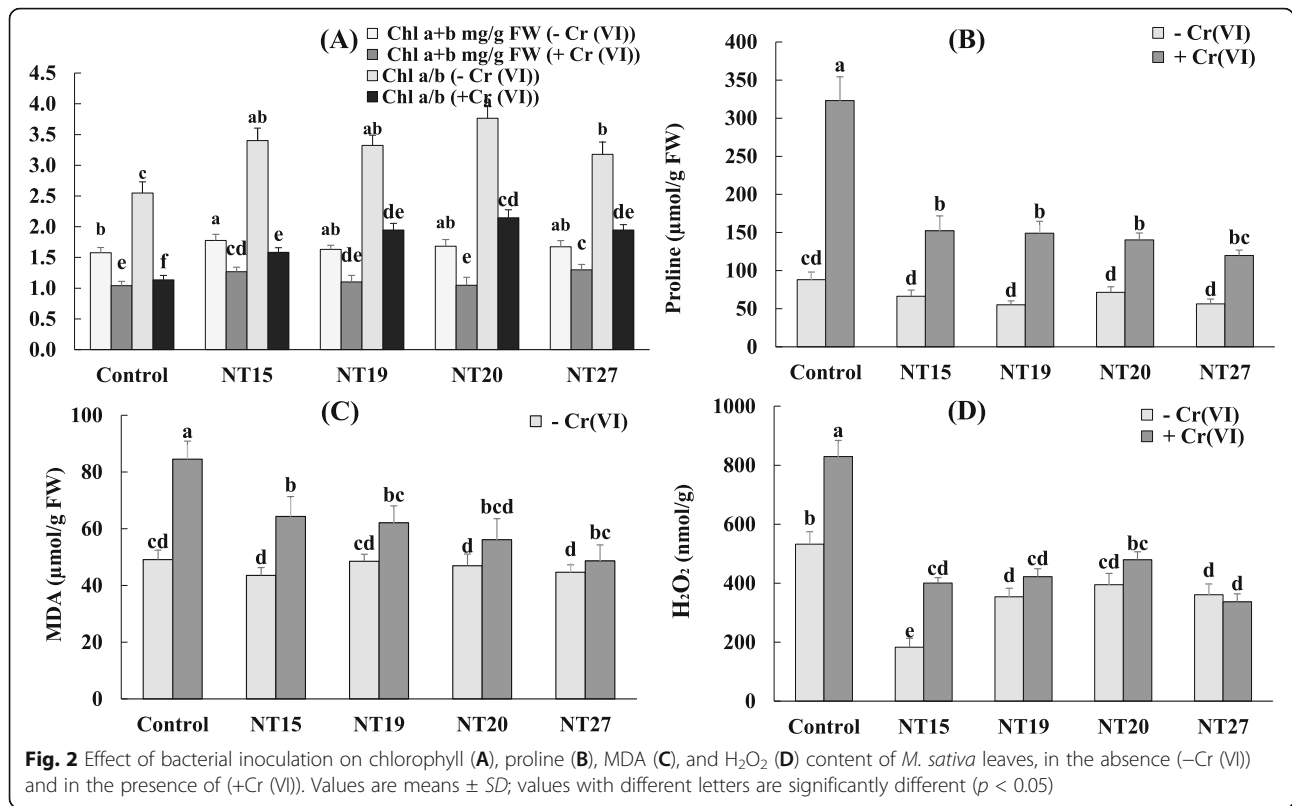 (A)
Chl a+b mg/g FW (- Cr (VI))
Chl a+b mg/g FW (+ Cr (VI))
Chl a/b (- Cr (VI))
Chl a/b (+Cr (VI))
4.5
4.0
3.5
3.0
2.5
2.0
1.5
1.0
0.5
0.0
b e c f
a cd ab e
ab de ab de
ab e a cd
ab c b de
Control NT15 NT19 NT20 NT27
(B)
- Cr(VI)
+ Cr(VI)
Proline (µmol/g FW)
400
350
300
250
200
150
100
50
0
cd a
d b
d b
d b
d bc
Control NT15 NT19 NT20 NT27
(C)
- Cr(VI)
MDA (µmol/g FW)
100
80
60
40
20
0
cd a
d b
cd bc
d bcd
d bc
Control NT15 NT19 NT20 NT27
(D)
- Cr(VI)
+ Cr(VI)
H₂O₂ (nmol/g)
1000
800
600
400
200
0
b a
e cd
d cd
cd bc
d d
Control NT15 NT19 NT20 NT27
Fig. 2 Effect of bacterial inoculation on chlorophyll (A), proline (B), MDA (C), and H₂O₂ (D) content of M. sativa leaves, in the absence (−Cr (VI))
and in the presence of (+Cr (VI)). Values are means ± SD; values with different letters are significantly different (p < 0.05)